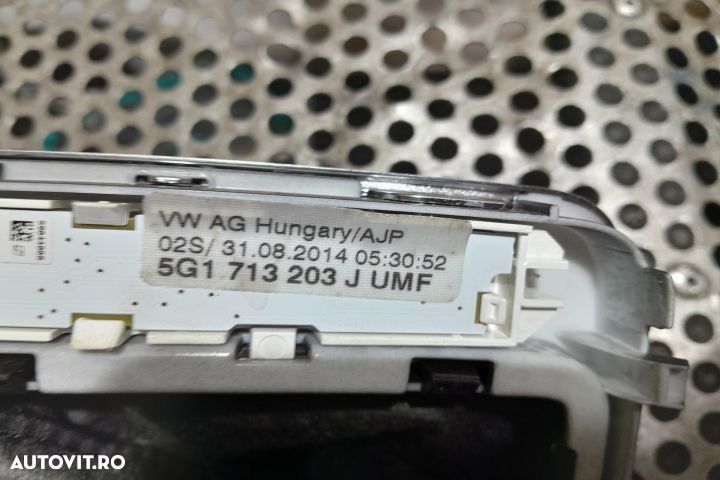 VW AG Hungary/AJP
02S/ 31.08.2014 05:30:52
5G1 713 203 J UMF
AUTOVIT.RO